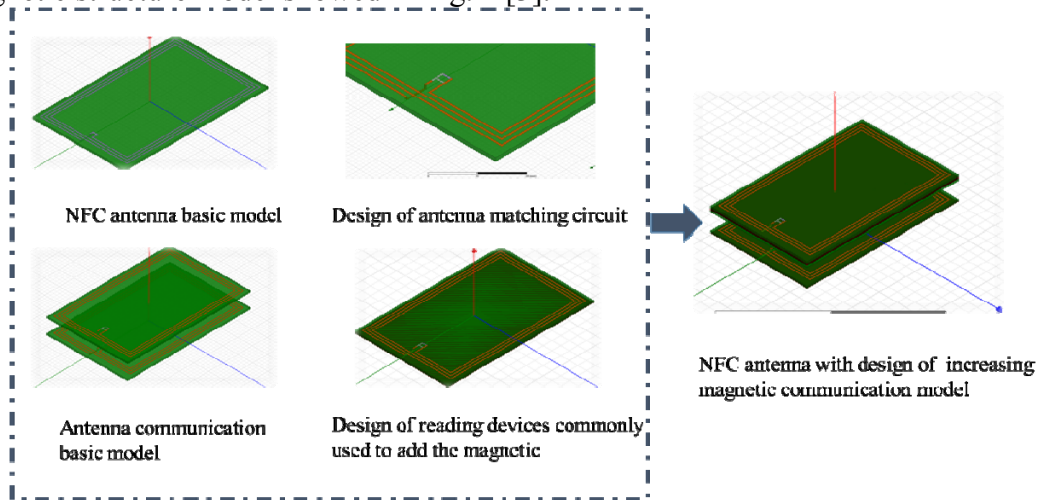 NFC antenna basic model
Design of antenna matching circuit
Antenna communication
basic model
Design of reading devices commonly
used to add the magnetic
NFC antenna with design of increasing
magnetic communication model